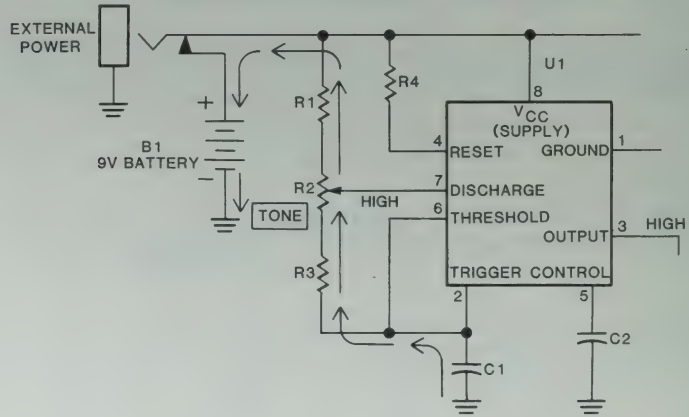 EXTERNAL
POWER
+
B1
9V BATTERY
−
TONE
R1
R2
R3
R4
HIGH
U1
8
VCC
(SUPPLY)
4
RESET
GROUND
1
7
DISCHARGE
6
THRESHOLD
OUTPUT
3
HIGH
TRIGGER CONTROL
2
5
C1
C2